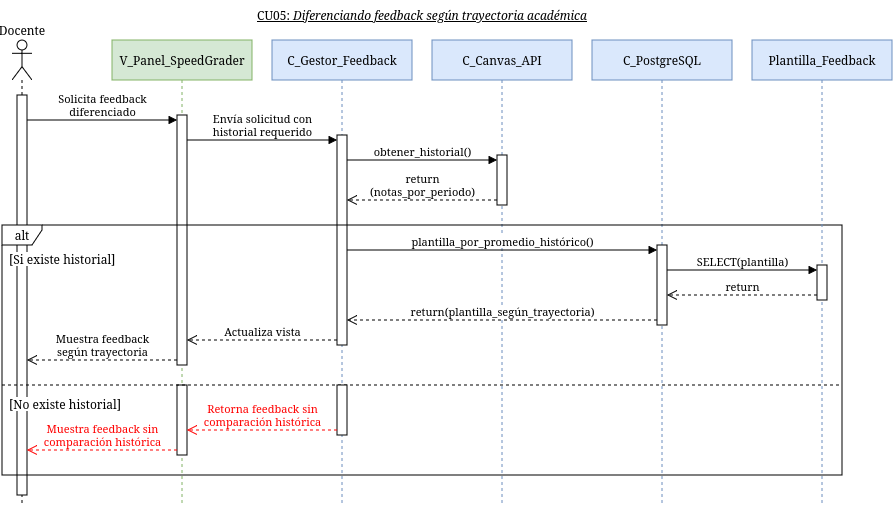 CU05: Diferenciando feedback según trayectoria académica
Docente
V_Panel_SpeedGrader
C_Gestor_Feedback
C_Canvas_API
C_PostgreSQL
Plantilla_Feedback
Solicita feedback
diferenciado
Envía solicitud con
historial requerido
obtener_historial()
return
(notas_por_periodo)
alt
[Si existe historial]
plantilla_por_promedio_histórico()
SELECT(plantilla)
return
return(plantilla_según_trayectoria)
Actualiza vista
Muestra feedback
según trayectoria
[No existe historial]
Retorna feedback sin
comparación histórica
Muestra feedback sin
comparación histórica